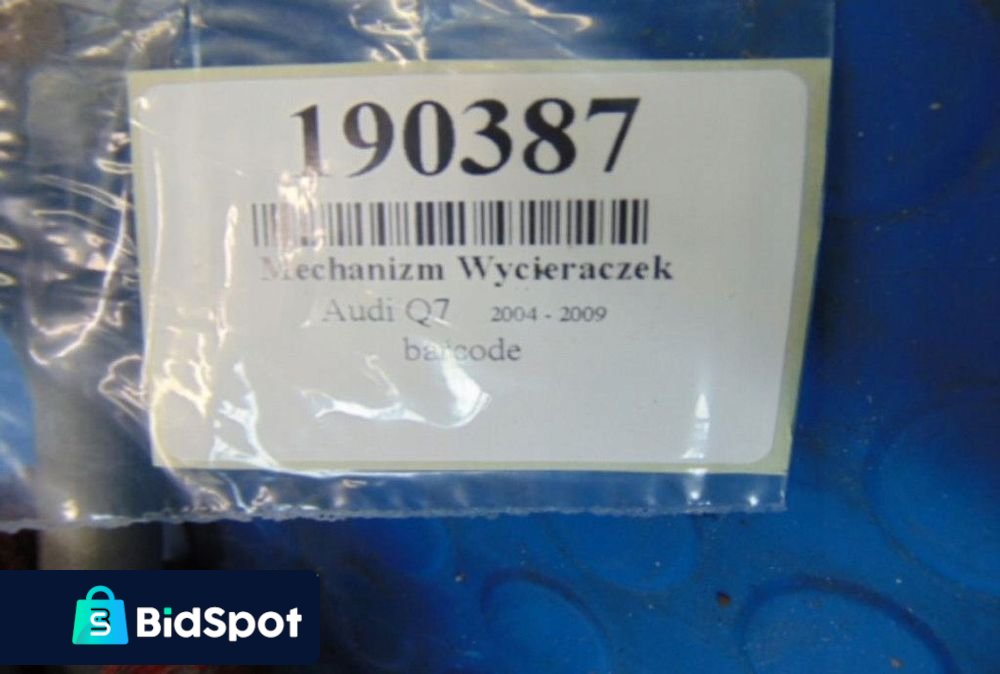 190387
Mechanizm Wycieraczek
Audi Q7 2004 - 2009
barcode
BidSpot